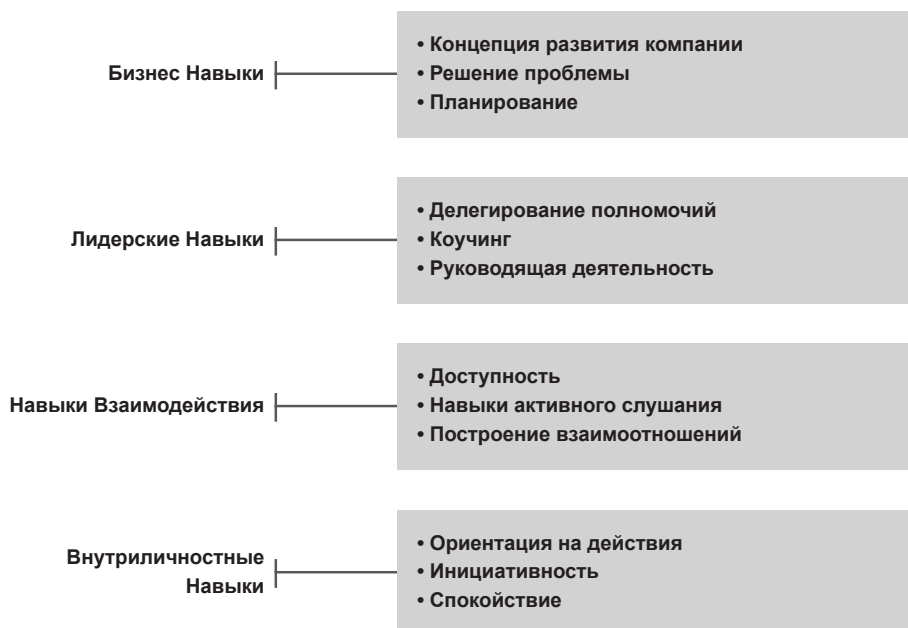 Бизнес Навыки
• Концепция развития компании
• Решение проблемы
• Планирование
Лидерские Навыки
• Делегирование полномочий
• Коучинг
• Руководящая деятельность
Навыки Взаимодействия
• Доступность
• Навыки активного слушания
• Построение взаимоотношений
Внутриличностные
Навыки
• Ориентация на действия
• Инициативность
• Спокойствие